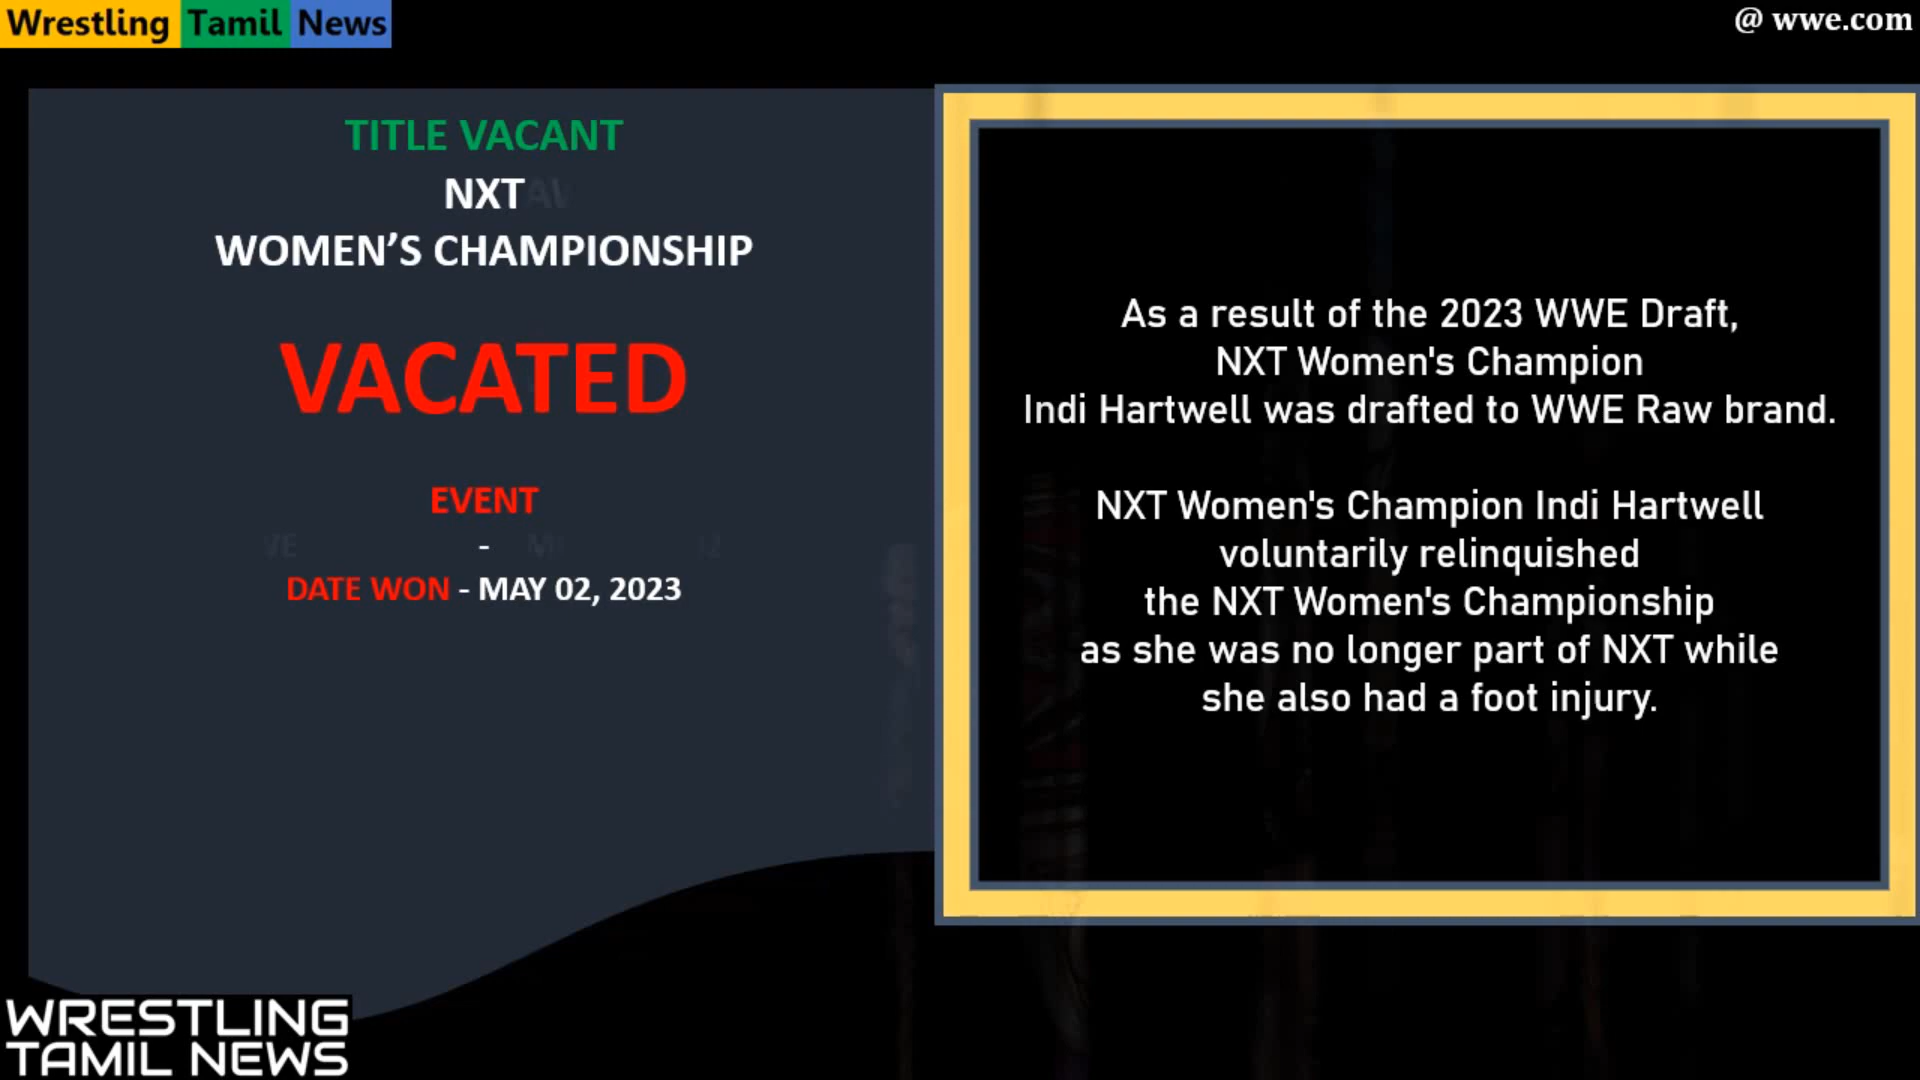 Wrestling Tamil News
@ wwe.com
TITLE VACANT
NXT
WOMEN’S CHAMPIONSHIP
VACATED
EVENT
-
DATE WON - MAY 02, 2023
As a result of the 2023 WWE Draft,
NXT Women's Champion
Indi Hartwell was drafted to WWE Raw brand.
NXT Women's Champion Indi Hartwell
voluntarily relinquished
the NXT Women's Championship
as she was no longer part of NXT while
she also had a foot injury.
WRESTLING
TAMIL NEWS